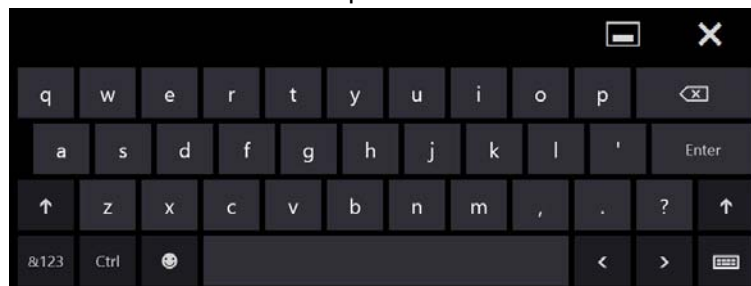 q w e r t y u i o p
a s d f g h j k l ' Enter
z x c v b n m , . ?
&123 Ctrl < >